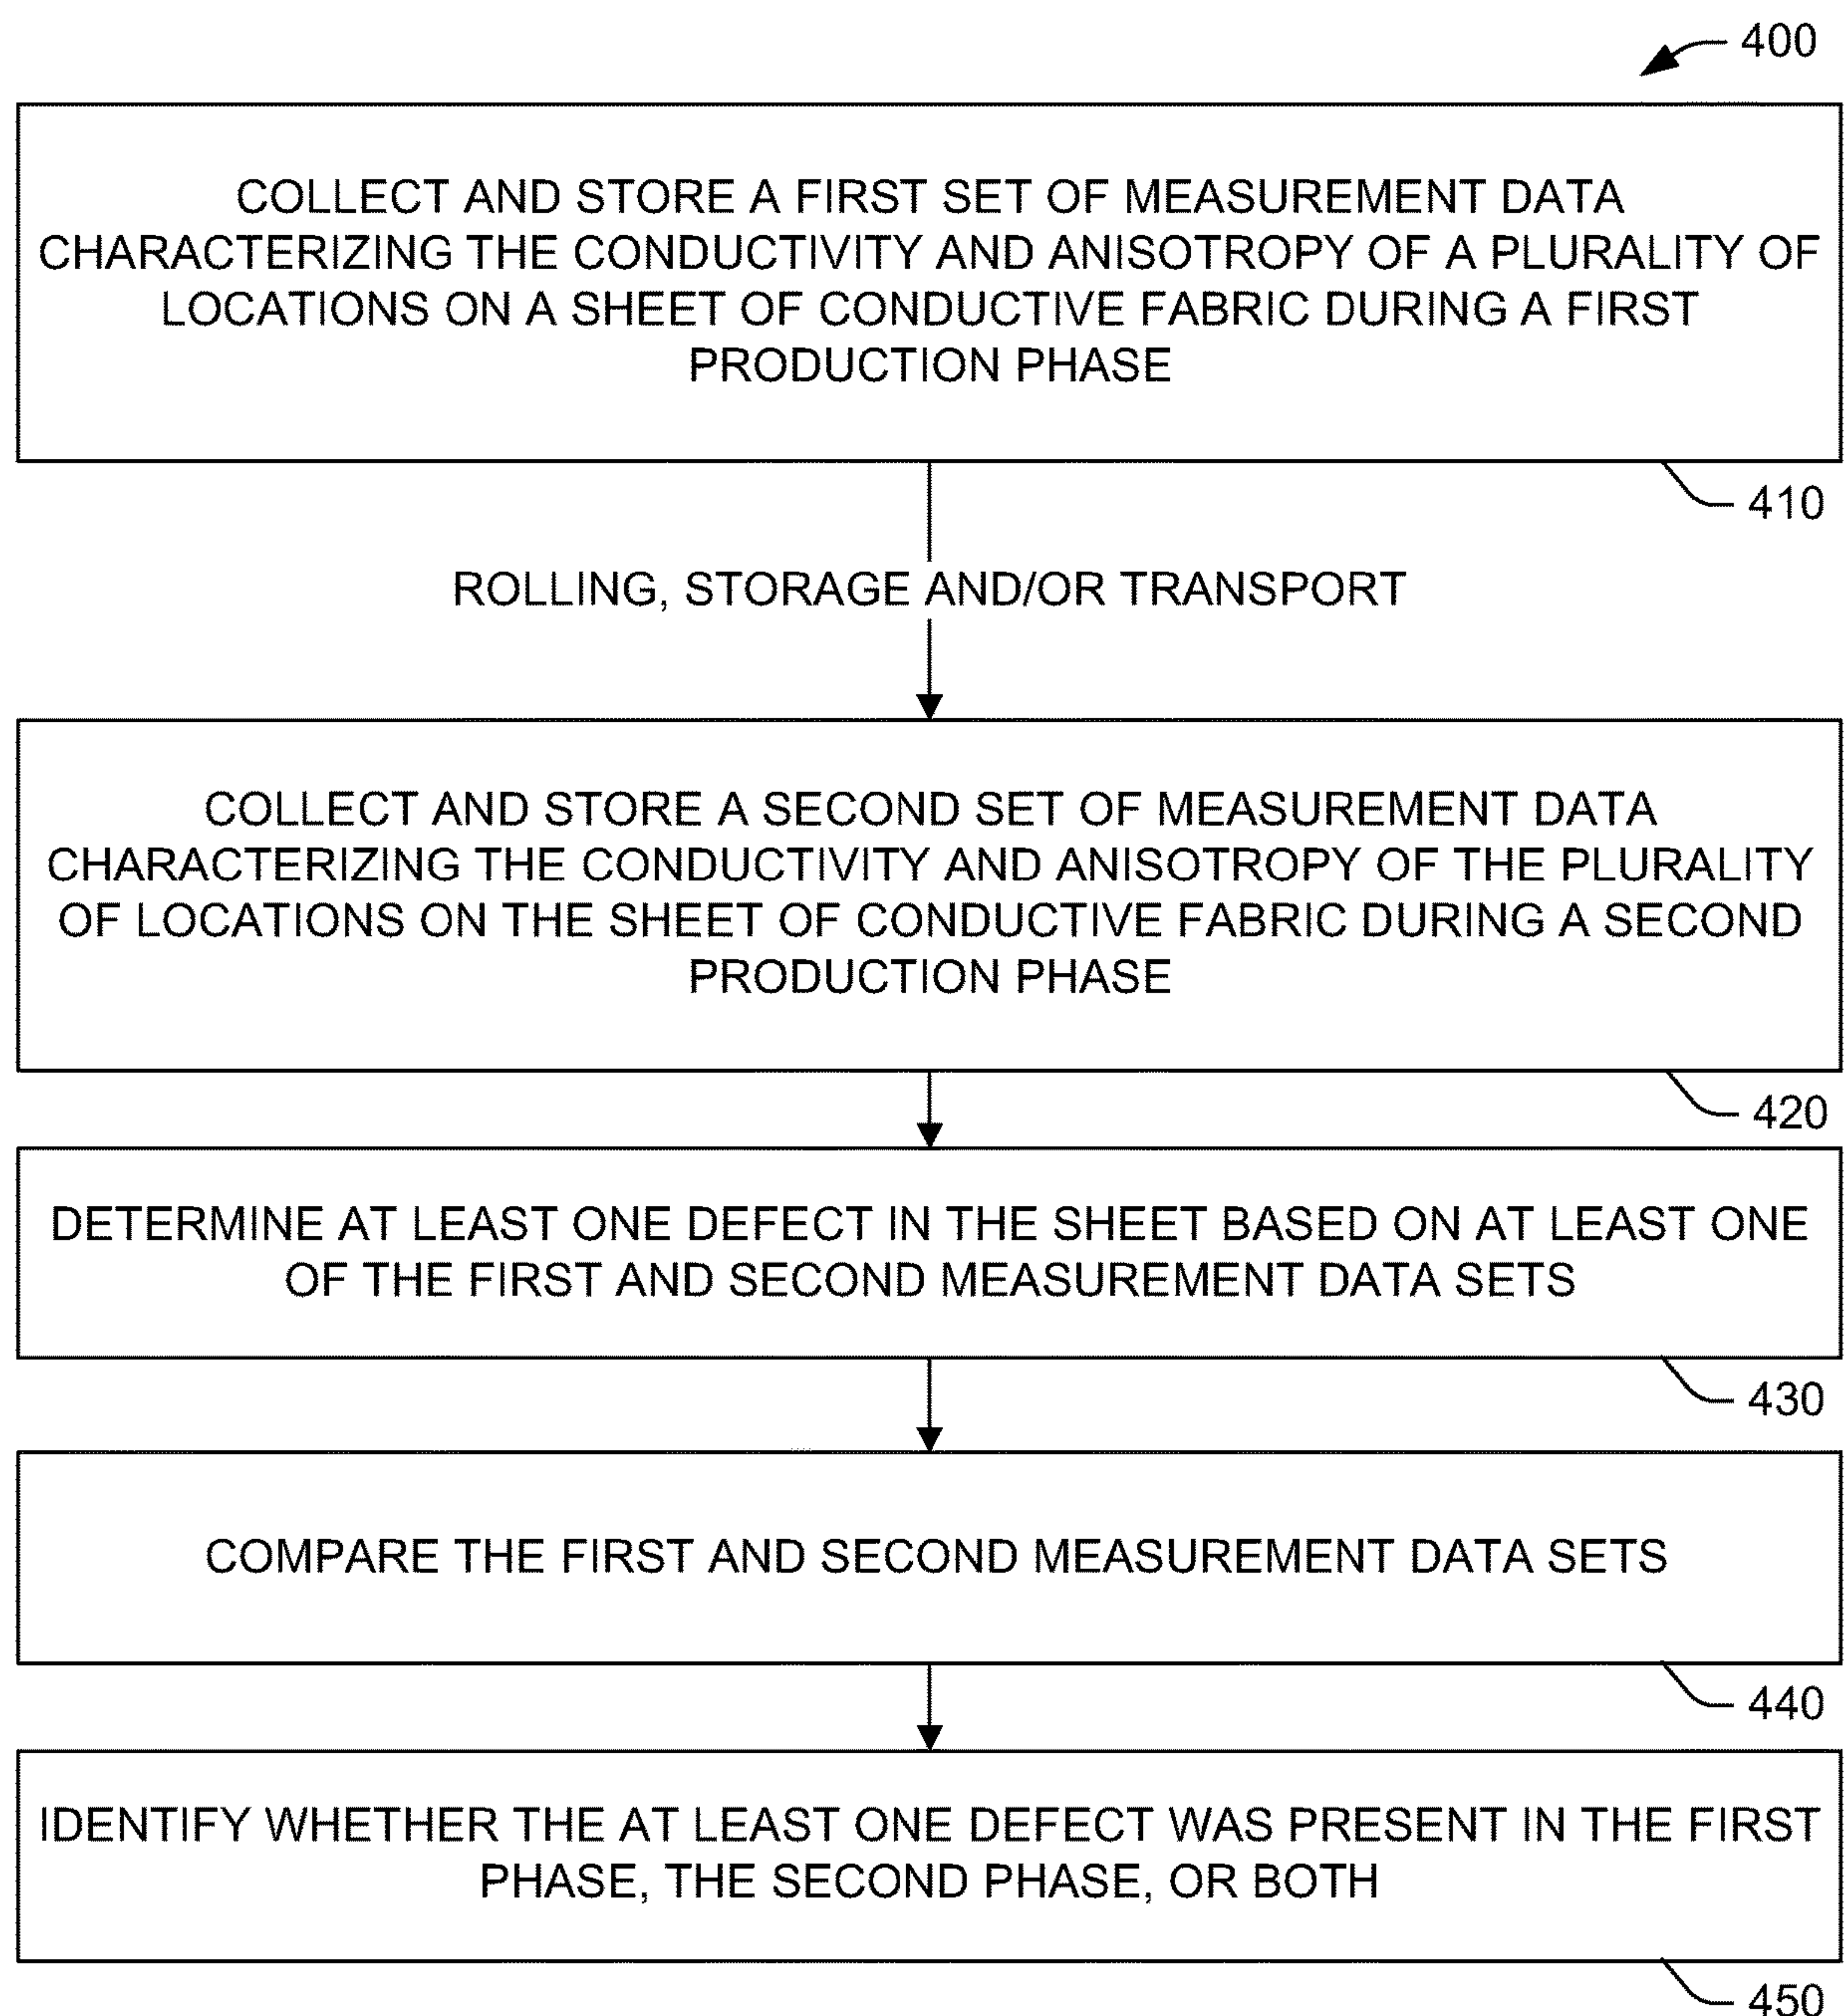 400
COLLECT AND STORE A FIRST SET OF MEASUREMENT DATA
CHARACTERIZING THE CONDUCTIVITY AND ANISOTROPY OF A PLURALITY OF
LOCATIONS ON A SHEET OF CONDUCTIVE FABRIC DURING A FIRST
PRODUCTION PHASE
410
ROLLING, STORAGE AND/OR TRANSPORT
COLLECT AND STORE A SECOND SET OF MEASUREMENT DATA
CHARACTERIZING THE CONDUCTIVITY AND ANISOTROPY OF THE PLURALITY
OF LOCATIONS ON THE SHEET OF CONDUCTIVE FABRIC DURING A SECOND
PRODUCTION PHASE
420
DETERMINE AT LEAST ONE DEFECT IN THE SHEET BASED ON AT LEAST ONE
OF THE FIRST AND SECOND MEASUREMENT DATA SETS
430
COMPARE THE FIRST AND SECOND MEASUREMENT DATA SETS
440
IDENTIFY WHETHER THE AT LEAST ONE DEFECT WAS PRESENT IN THE FIRST
PHASE, THE SECOND PHASE, OR BOTH
450